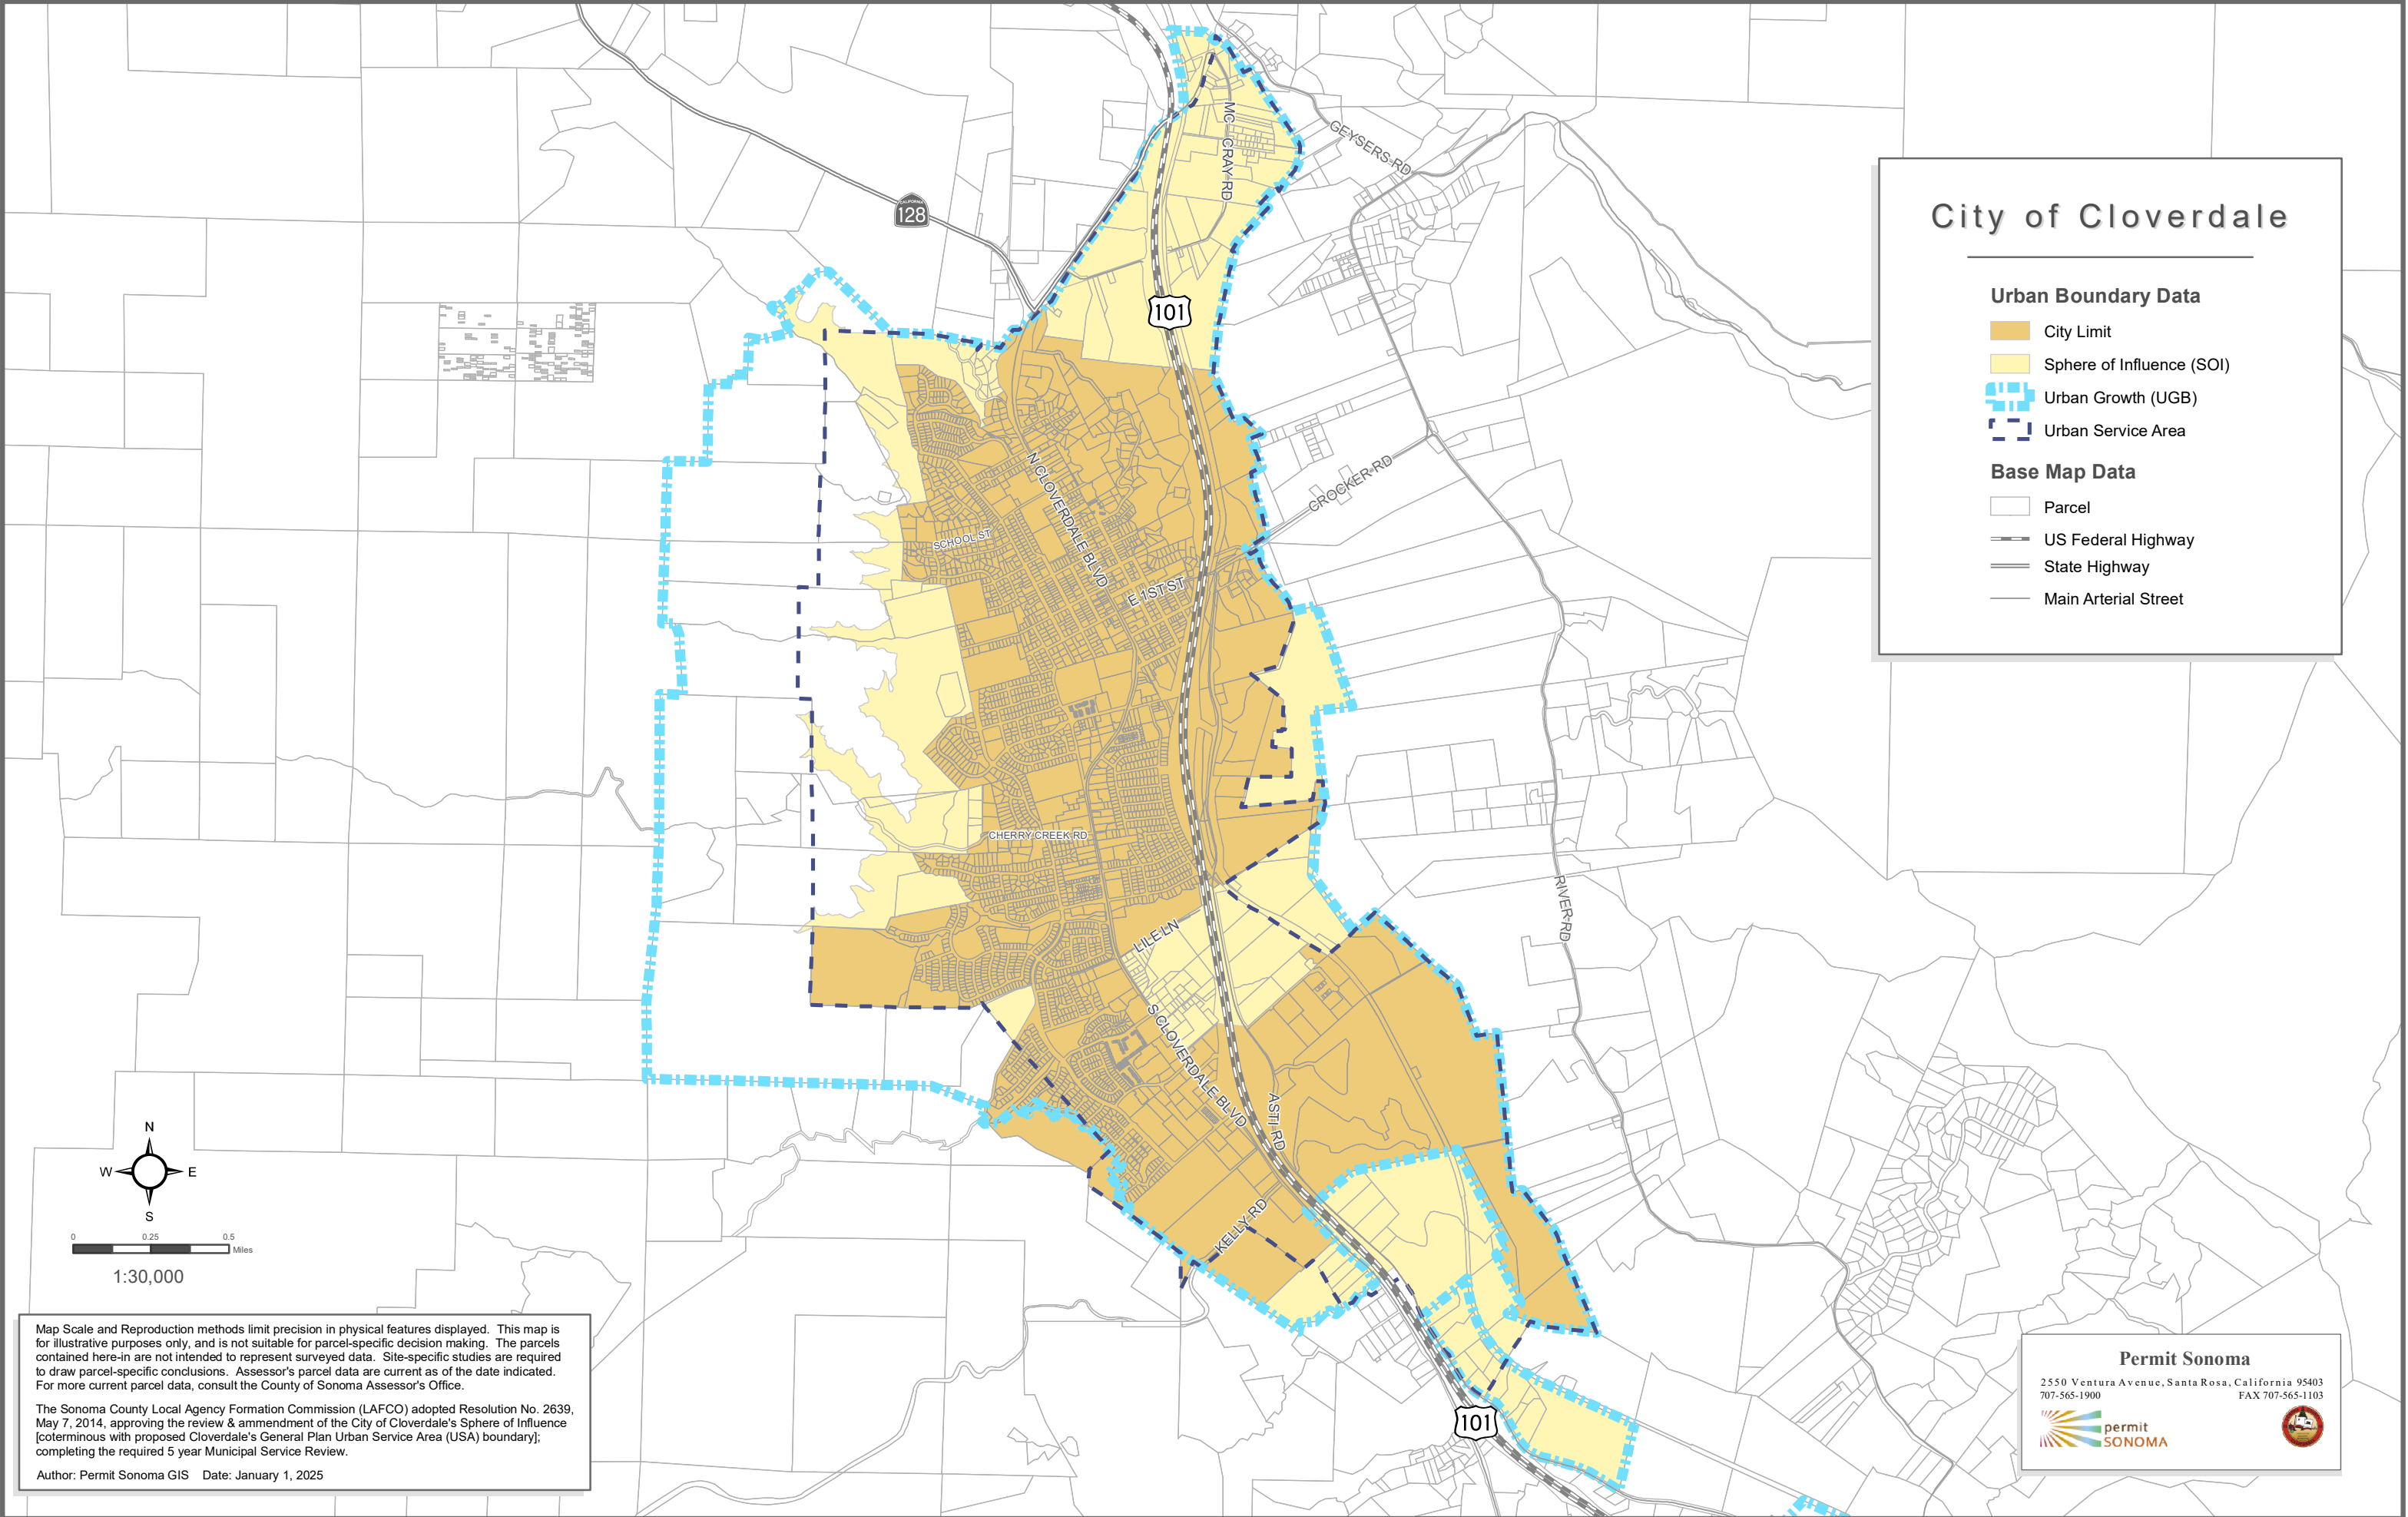 CALIFORNIA
128
MC CRAY RD
GEYSERS RD
101
City of Cloverdale
Urban Boundary Data
City Limit
Sphere of Influence (SOI)
Urban Growth (UGB)
Urban Service Area
Base Map Data
Parcel
US Federal Highway
State Highway
Main Arterial Street
N CLOVERDALE BLVD
CROCKER RD
SCHOOL ST
E 1ST ST
CHERRY CREEK RD
RIVER RD
LILE LN
S CLOVERDALE BLVD
ASTI RD
KELLY RD
101
N
W E
S
0 0.25 0.5
Miles
1:30,000
Map Scale and Reproduction methods limit precision in physical features displayed. This map is
for illustrative purposes only, and is not suitable for parcel-specific decision making. The parcels
contained here-in are not intended to represent surveyed data. Site-specific studies are required
to draw parcel-specific conclusions. Assessor's parcel data are current as of the date indicated.
For more current parcel data, consult the County of Sonoma Assessor's Office.
The Sonoma County Local Agency Formation Commission (LAFCO) adopted Resolution No. 2639,
May 7, 2014, approving the review & ammendment of the City of Cloverdale's Sphere of Influence
[coterminous with proposed Cloverdale's General Plan Urban Service Area (USA) boundary];
completing the required 5 year Municipal Service Review.
Author: Permit Sonoma GIS Date: January 1, 2025
Permit Sonoma
2550 Ventura Avenue, Santa Rosa, California 95403
707-565-1900 FAX 707-565-1103
permit
SONOMA